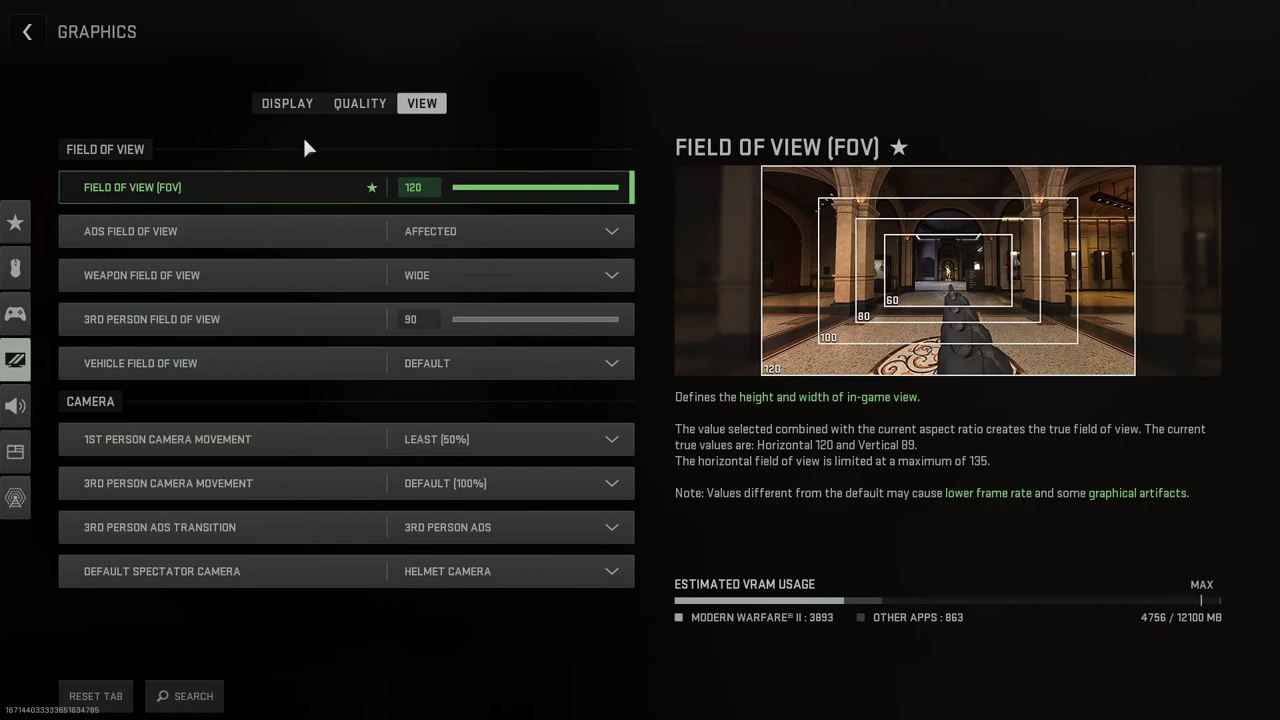 GRAPHICS
DISPLAY QUALITY VIEW
FIELD OF VIEW
FIELD OF VIEW (FOV) 120
ADS FIELD OF VIEW AFFECTED
WEAPON FIELD OF VIEW WIDE
3RD PERSON FIELD OF VIEW 90
VEHICLE FIELD OF VIEW DEFAULT
CAMERA
1ST PERSON CAMERA MOVEMENT LEAST (50%)
3RD PERSON CAMERA MOVEMENT DEFAULT (100%)
3RD PERSON ADS TRANSITION 3RD PERSON ADS
DEFAULT SPECTATOR CAMERA HELMET CAMERA
RESET TAB SEARCH
FIELD OF VIEW (FOV)
60
80
100
120
Defines the height and width of in-game view.
The value selected combined with the current aspect ratio creates the true field of view. The current
true values are: Horizontal 120 and Vertical 89.
The horizontal field of view is limited at a maximum of 135.
Note: Values different from the default may cause lower frame rate and some graphical artifacts.
ESTIMATED VRAM USAGE MAX
MODERN WARFARE® II : 3893 OTHER APPS : 863 4756 / 12100 MB